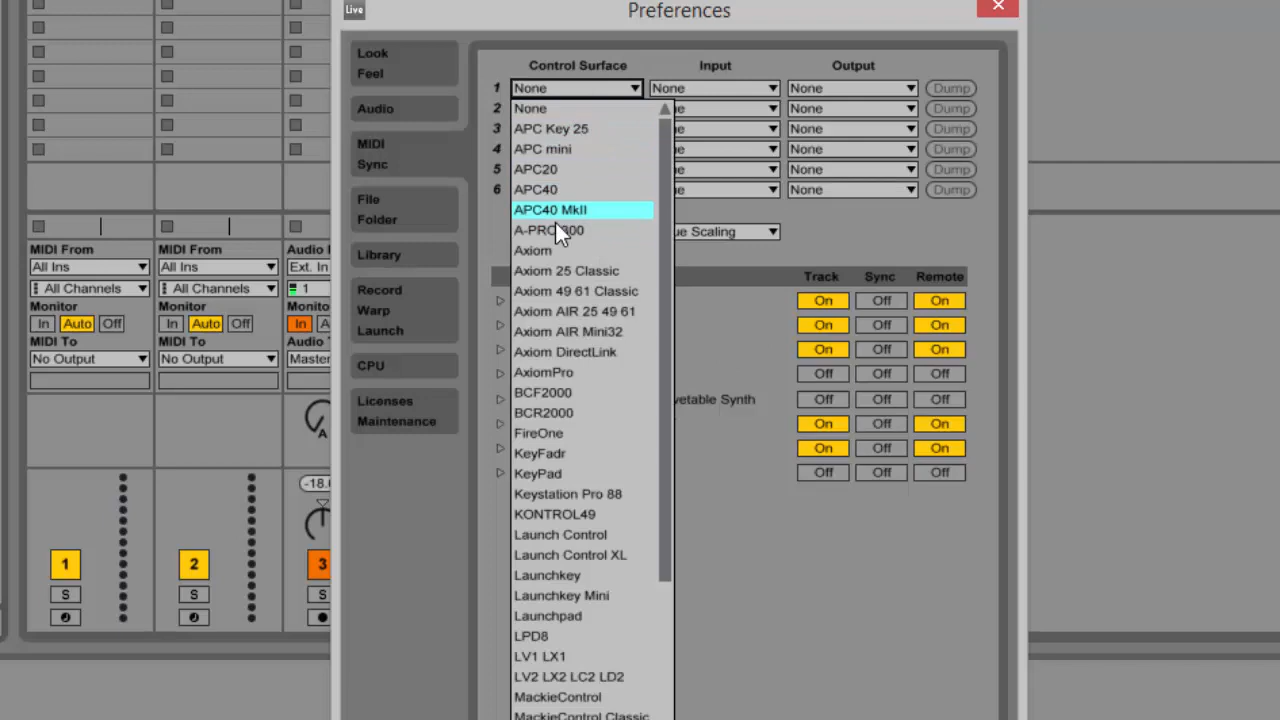 Live
Preferences
Look
Feel
Audio
MIDI
Sync
File
Folder
Library
Record
Warp
Launch
CPU
Licenses
Maintenance
Control Surface Input Output
1 None None None Dump
2 None Dump
3 None Dump
4 None Dump
5 None Dump
6 None Dump
None
APC Key 25
APC mini
APC20
APC40
APC40 MkII
Axiom
Axiom 25 Classic
Axiom 49 61 Classic
Axiom AIR 25 49 61
Axiom AIR Mini32
Axiom DirectLink
AxiomPro
BCF2000
BCR2000
FireOne
KeyFadr
KeyPad
Keystation Pro 88
KONTROL49
Launch Control
Launch Control XL
Launchkey
Launchkey Mini
Launchpad
LPD8
LV1 LX1
LV2 LX2 LC2 LD2
MackieControl
MackieControl Classic
Scaling
Track Sync Remote
On Off On
On Off On
On Off On
Off Off Off
Synth Off Off Off
On Off On
On Off On
Off Off Off
MIDI From MIDI From Audio
All Ins All Ins Ext. In
All Channels All Channels 1
Monitor Monitor
In Auto Off In Auto Off In
MIDI To MIDI To Audio
No Output No Output Master
A
1 2 3
S S